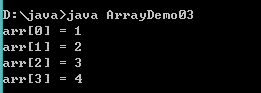 D:\java>java ArrayDemo03
arr[0] = 1
arr[1] = 2
arr[2] = 3
arr[3] = 4